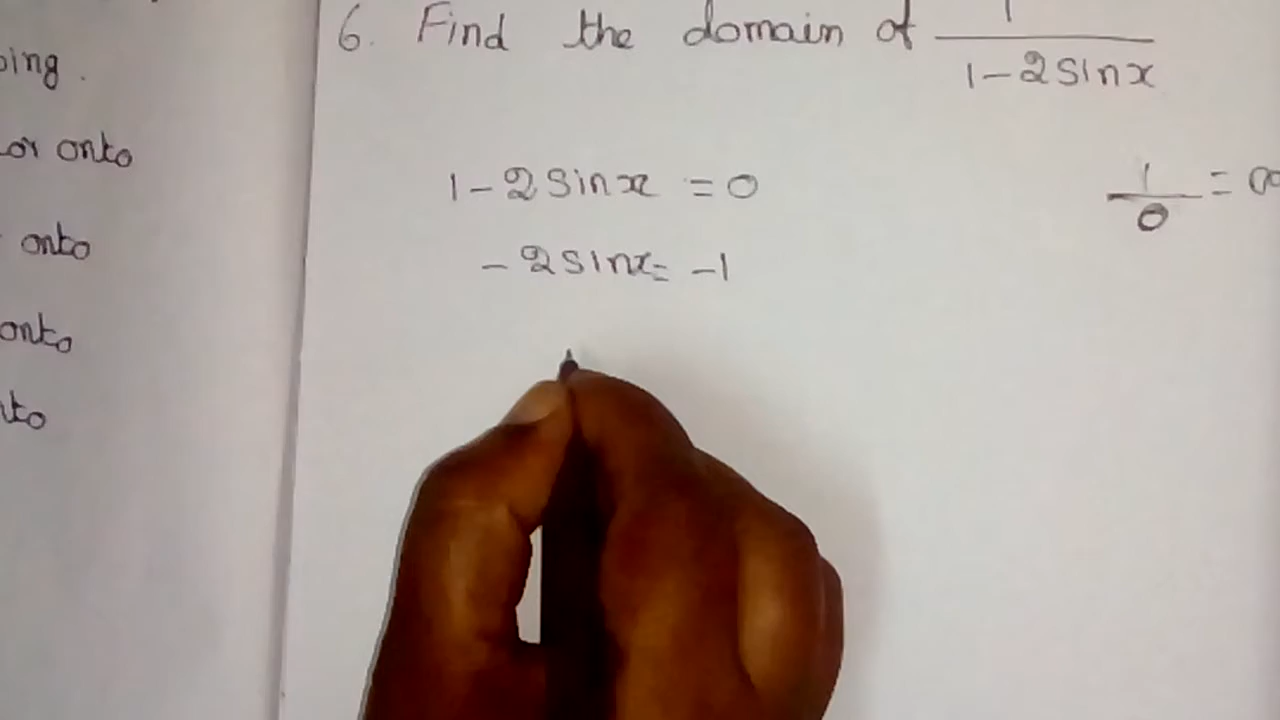 ping.
or onto
onto
onto
nto
6. Find the domain of 1/(1-2sinx)
1-2sinx = 0
1/0 = ∞
-2sinx = -1